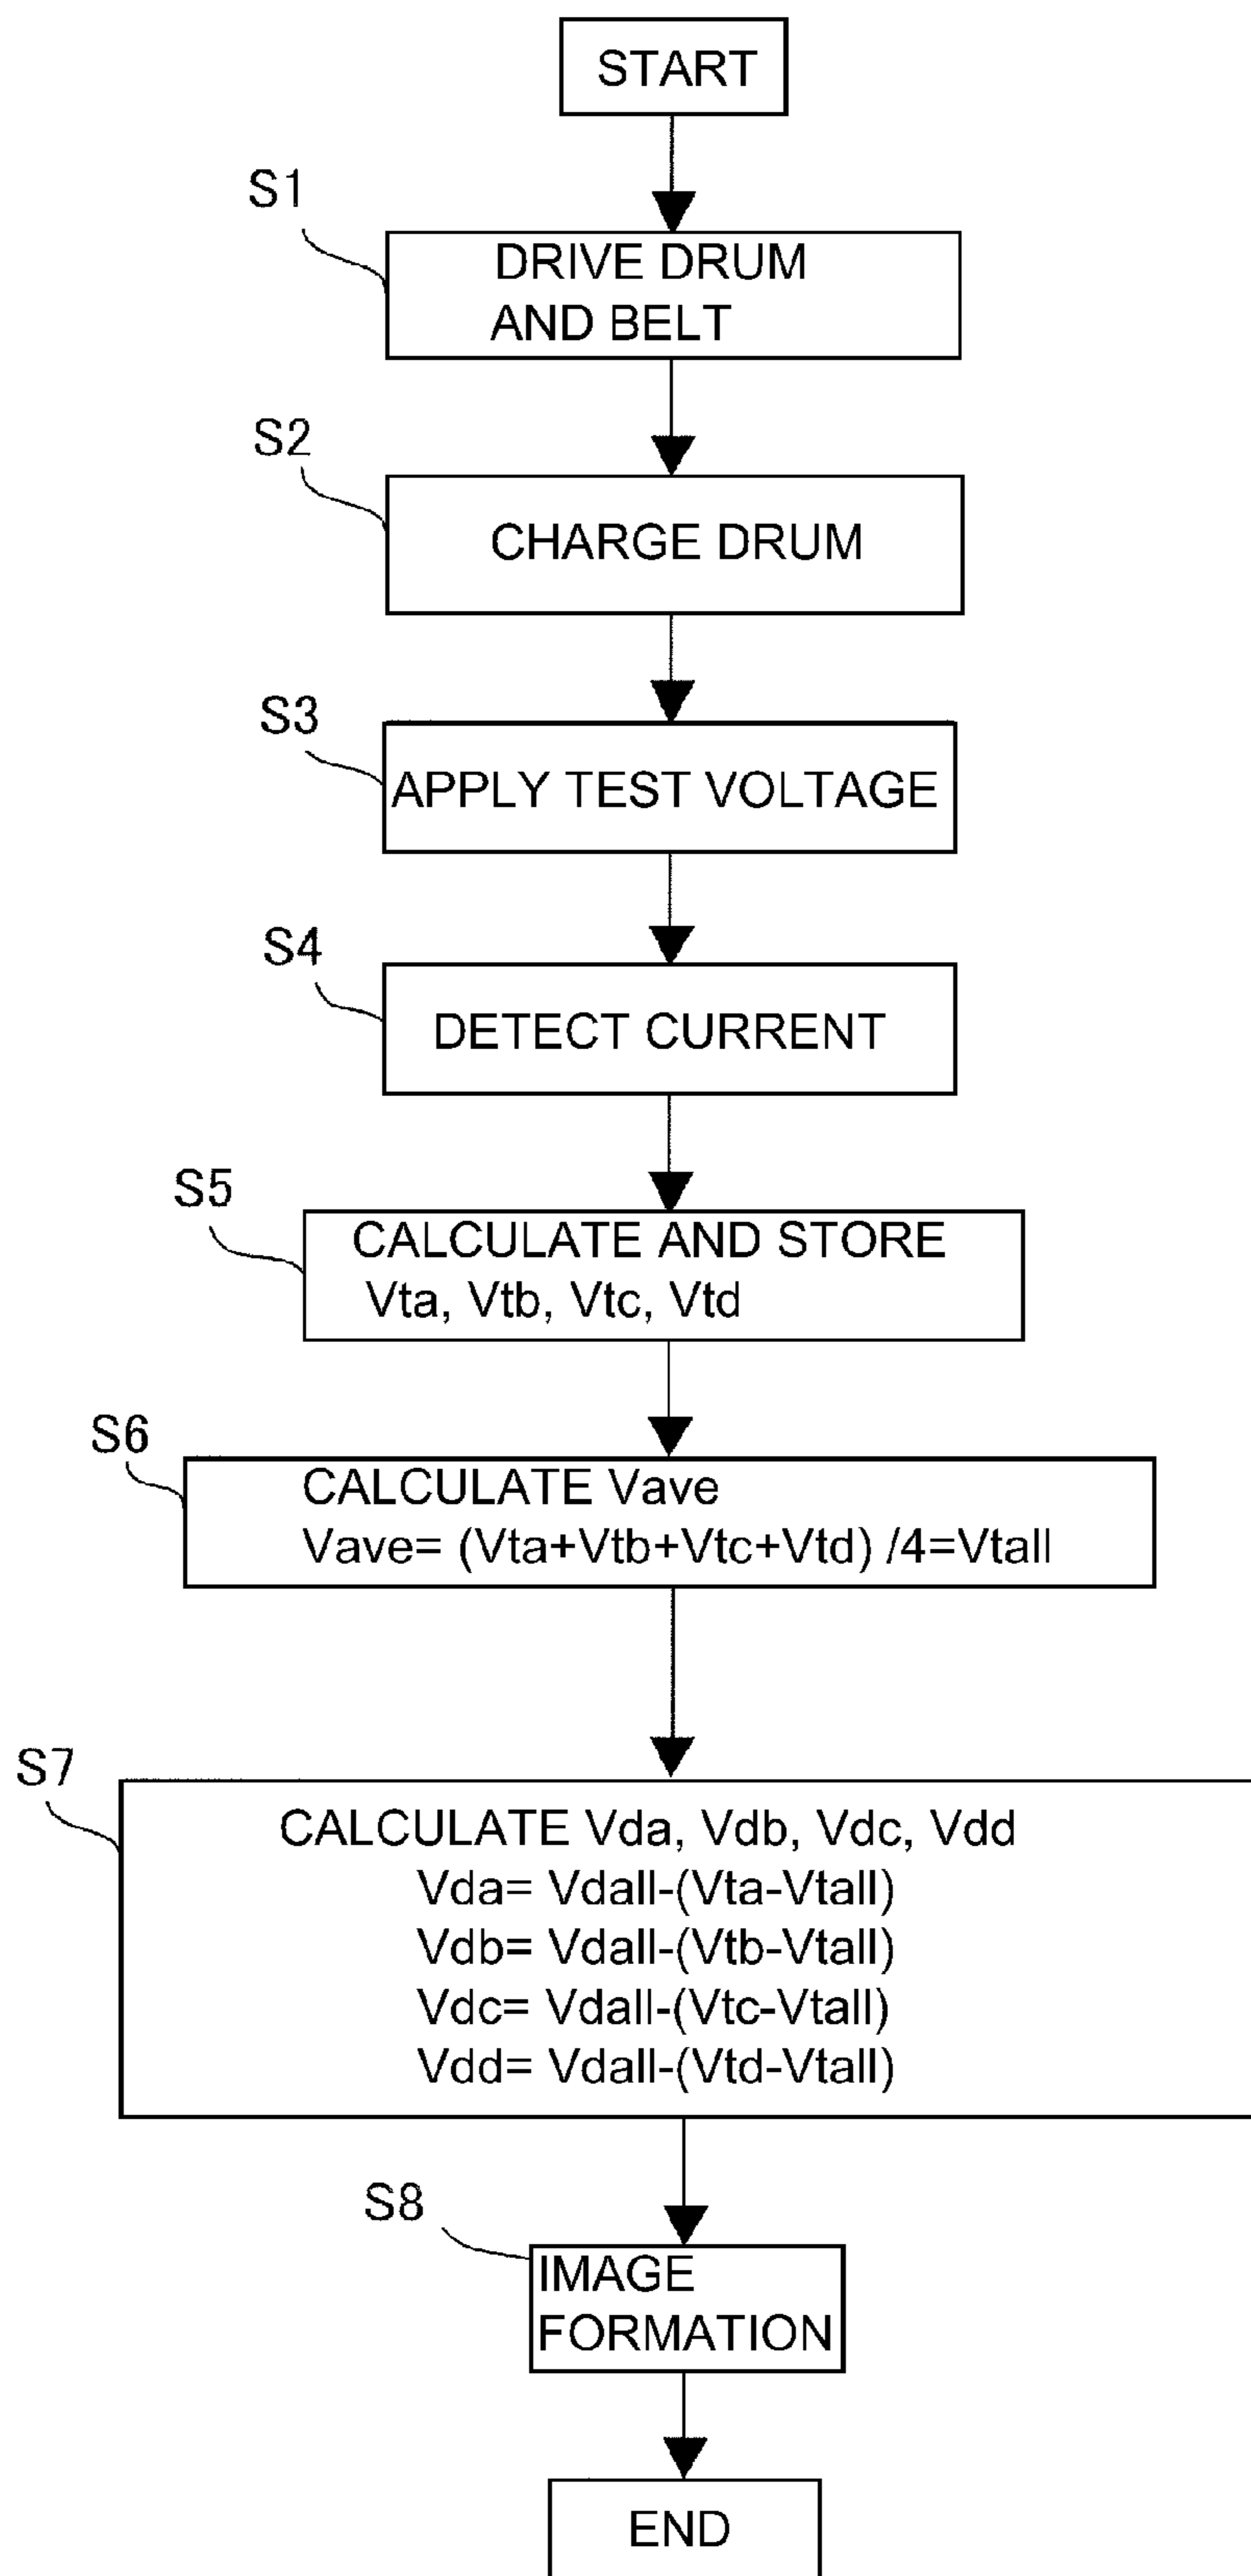 START
S1
DRIVE DRUM
AND BELT
S2
CHARGE DRUM
S3
APPLY TEST VOLTAGE
S4
DETECT CURRENT
S5
CALCULATE AND STORE
Vta, Vtb, Vtc, Vtd
S6
CALCULATE Vave
Vave= (Vta+Vtb+Vtc+Vtd) /4=Vtall
S7
CALCULATE Vda, Vdb, Vdc, Vdd
Vda= Vdall-(Vta-Vtall)
Vdb= Vdall-(Vtb-Vtall)
Vdc= Vdall-(Vtc-Vtall)
Vdd= Vdall-(Vtd-Vtall)
S8
IMAGE
FORMATION
END